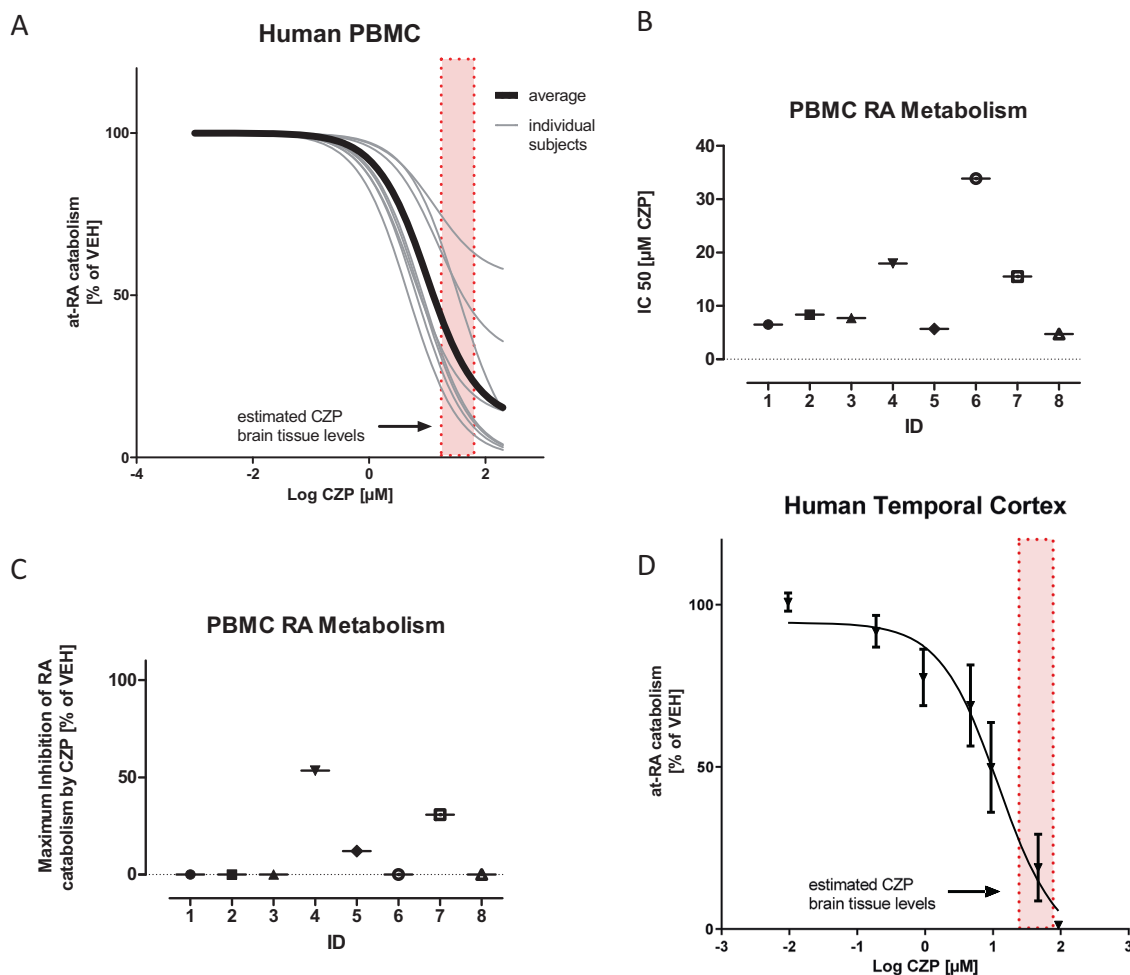 A
Human PBMC
average
individual
subjects
100
50
0
at-RA catabolism
[% of VEH]
estimated CZP
brain tissue levels
-4
-2
0
2
Log CZP [µM]
B
PBMC RA Metabolism
40
30
20
10
0
IC 50 [µM CZP]
1
2
3
4
5
6
7
8
ID
C
PBMC RA Metabolism
100
50
0
Maximum Inhibition of RA
catabolism by CZP [% of VEH]
1
2
3
4
5
6
7
8
ID
Human Temporal Cortex
D
100
50
0
at-RA catabolism
[% of VEH]
estimated CZP
brain tissue levels
-3
-2
-1
0
1
2
3
Log CZP [µM]